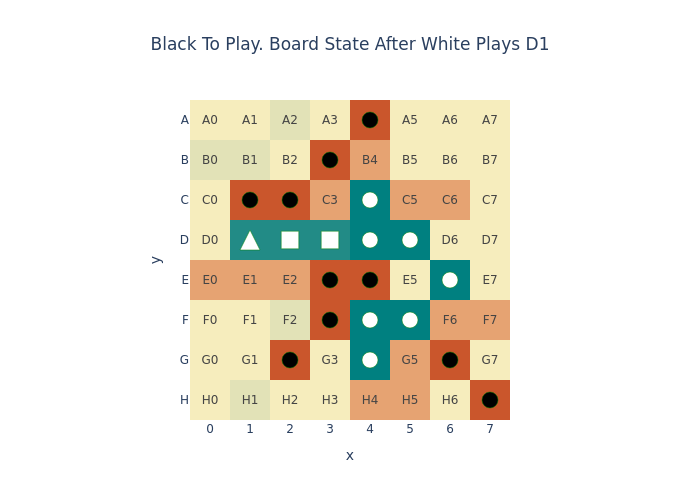 Black To Play. Board State After White Plays D1
A A0 A1 A2 A3 A5 A6 A7
B B0 B1 B2 B4 B5 B6 B7
C C0 C3 C5 C6 C7
D D0 D6 D7
E E0 E1 E2 E5 E7
F F0 F1 F2 F6 F7
G G0 G1 G3 G5 G7
H H0 H1 H2 H3 H4 H5 H6
0 1 2 3 4 5 6 7
x
y